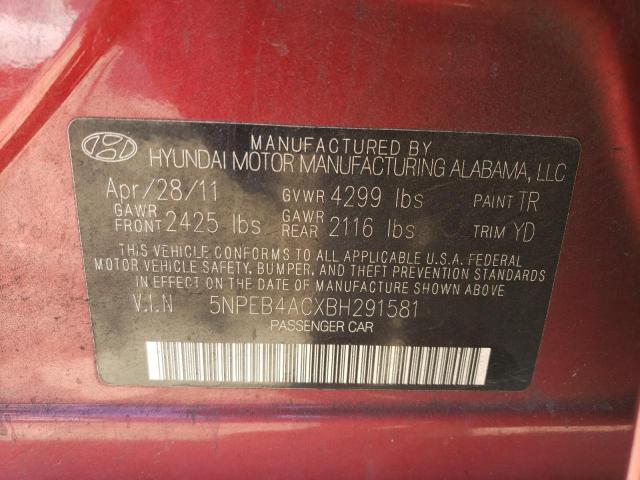 MANUFACTURED BY
HYUNDAI MOTOR MANUFACTURING ALABAMA, LLC
Apr/28/11 GVWR 4299 lbs PAINT TR
GAWR FRONT 2425 lbs GAWR REAR 2116 lbs TRIM YD
THIS VEHICLE CONFORMS TO ALL APPLICABLE U.S.A. FEDERAL
MOTOR VEHICLE SAFETY, BUMPER, AND THEFT PREVENTION STANDARDS
IN EFFECT ON THE DATE OF MANUFACTURE SHOWN ABOVE.
V.I.N 5NPEB4ACXBH291581
PASSENGER CAR